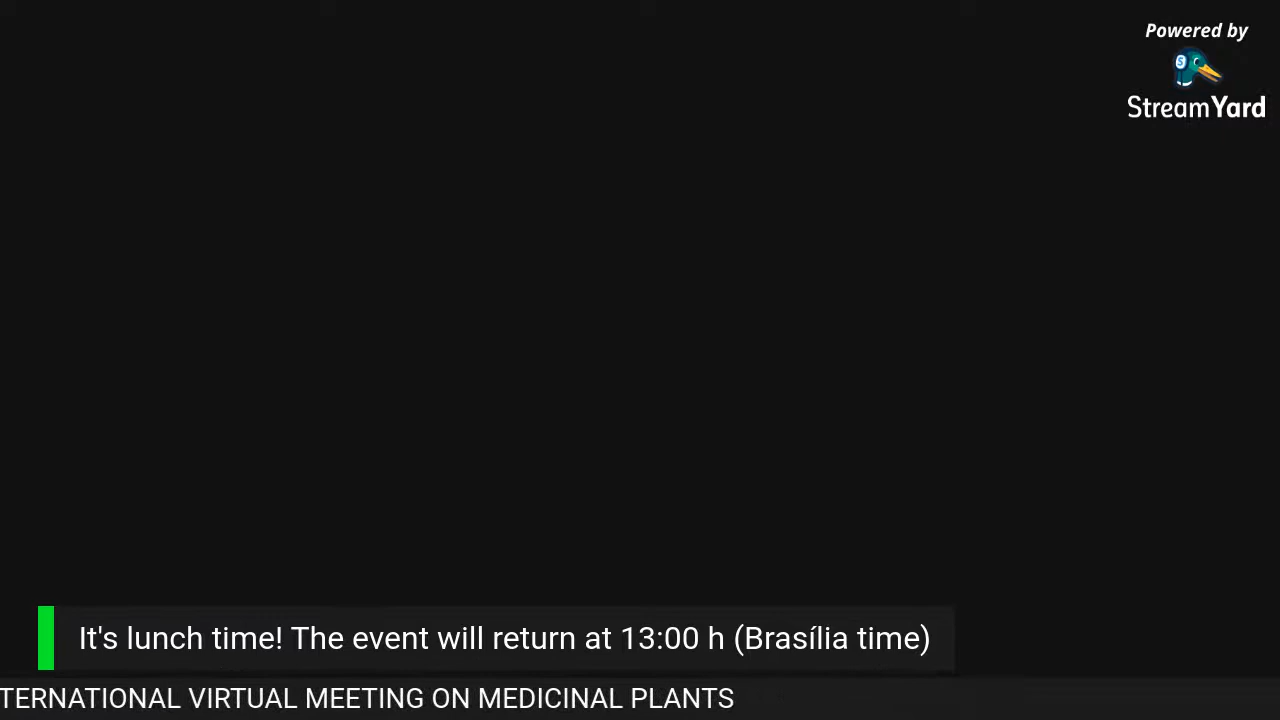 Powered by
S
StreamYard
It's lunch time! The event will return at 13:00 h (Brasília time)
TERNATIONAL VIRTUAL MEETING ON MEDICINAL PLANTS